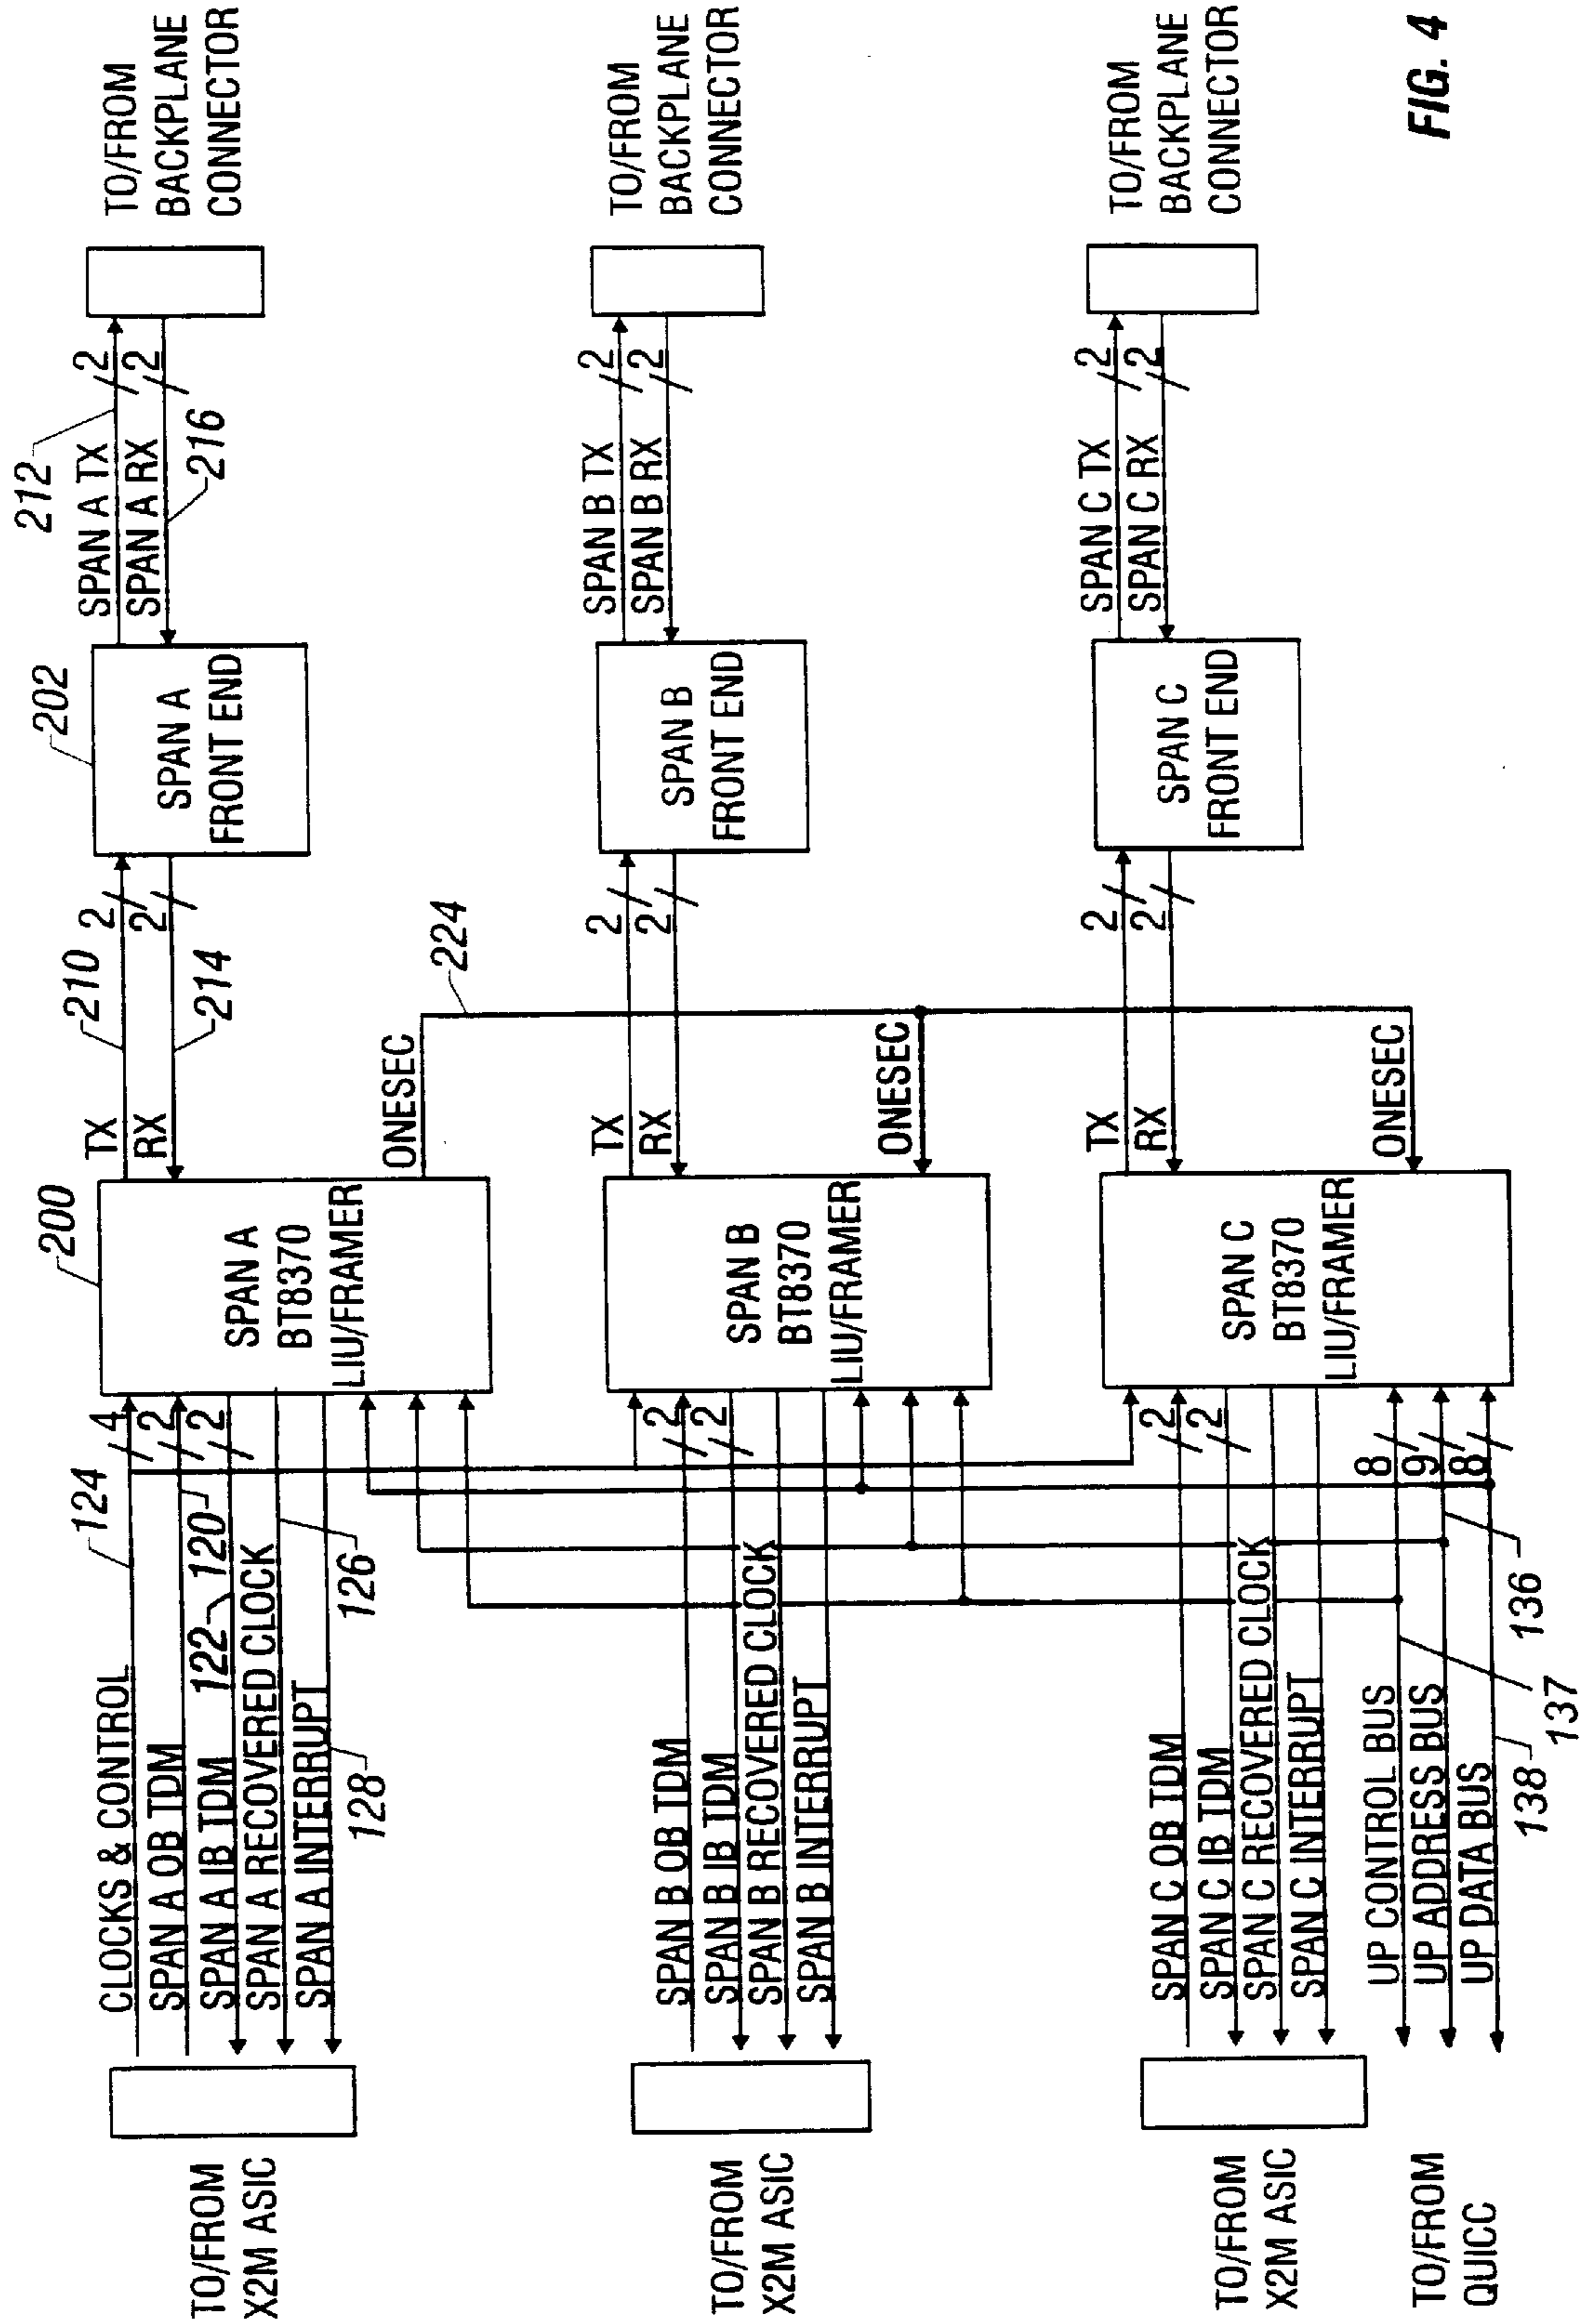 TO/FROM
X2M ASIC
CLOCKS & CONTROL
124
4
SPAN A OB TDM
120
2
SPAN A IB TDM
122
2
SPAN A RECOVERED CLOCK
126
SPAN A INTERRUPT
128
200
SPAN A
BT8370
LIU/FRAMER
TX
210
2
RX
214
2
ONESEC
224
202
SPAN A
FRONT END
212
SPAN A TX
2
SPAN A RX
2
216
TO/FROM
BACKPLANE
CONNECTOR
TO/FROM
X2M ASIC
SPAN B OB TDM
2
SPAN B IB TDM
2
SPAN B RECOVERED CLOCK
SPAN B INTERRUPT
SPAN B
BT8370
LIU/FRAMER
TX
2
RX
2
ONESEC
SPAN B
FRONT END
SPAN B TX
2
SPAN B RX
2
TO/FROM
BACKPLANE
CONNECTOR
TO/FROM
X2M ASIC
SPAN C OB TDM
2
SPAN C IB TDM
2
SPAN C RECOVERED CLOCK
SPAN C INTERRUPT
SPAN C
BT8370
LIU/FRAMER
TX
2
RX
2
ONESEC
SPAN C
FRONT END
SPAN C TX
2
SPAN C RX
2
TO/FROM
BACKPLANE
CONNECTOR
TO/FROM
QUICC
UP CONTROL BUS
8
UP ADDRESS BUS
9
UP DATA BUS
8
138
137
136
FIG. 4